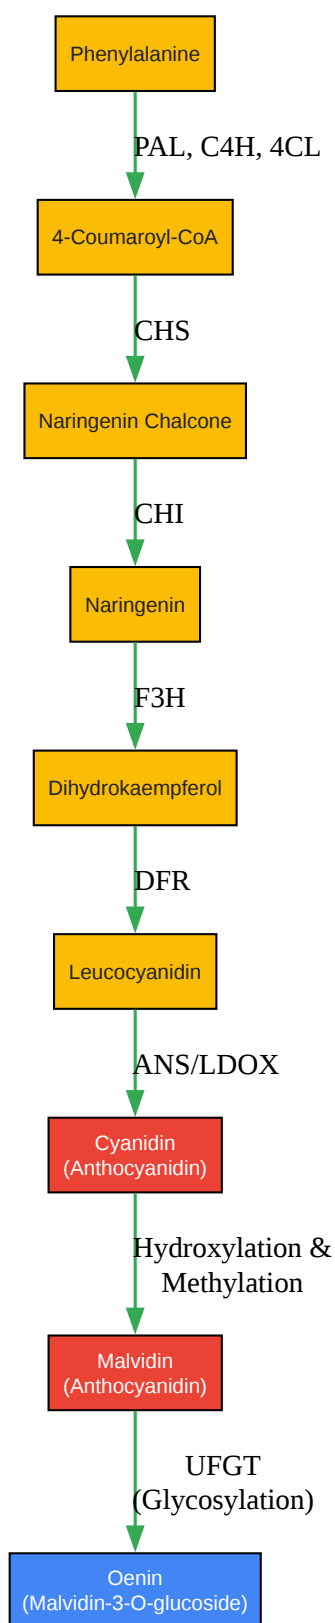 Phenylalanine
PAL, C4H, 4CL
4-Coumaroyl-CoA
CHS
Naringenin Chalcone
CHI
Naringenin
F3H
Dihydrokaempferol
DFR
Leucocyanidin
ANS/LDOX
Cyanidin
(Anthocyanidin)
Hydroxylation &
Methylation
Malvidin
(Anthocyanidin)
UFGT
(Glycosylation)
Oenin
(Malvidin-3-O-glucoside)